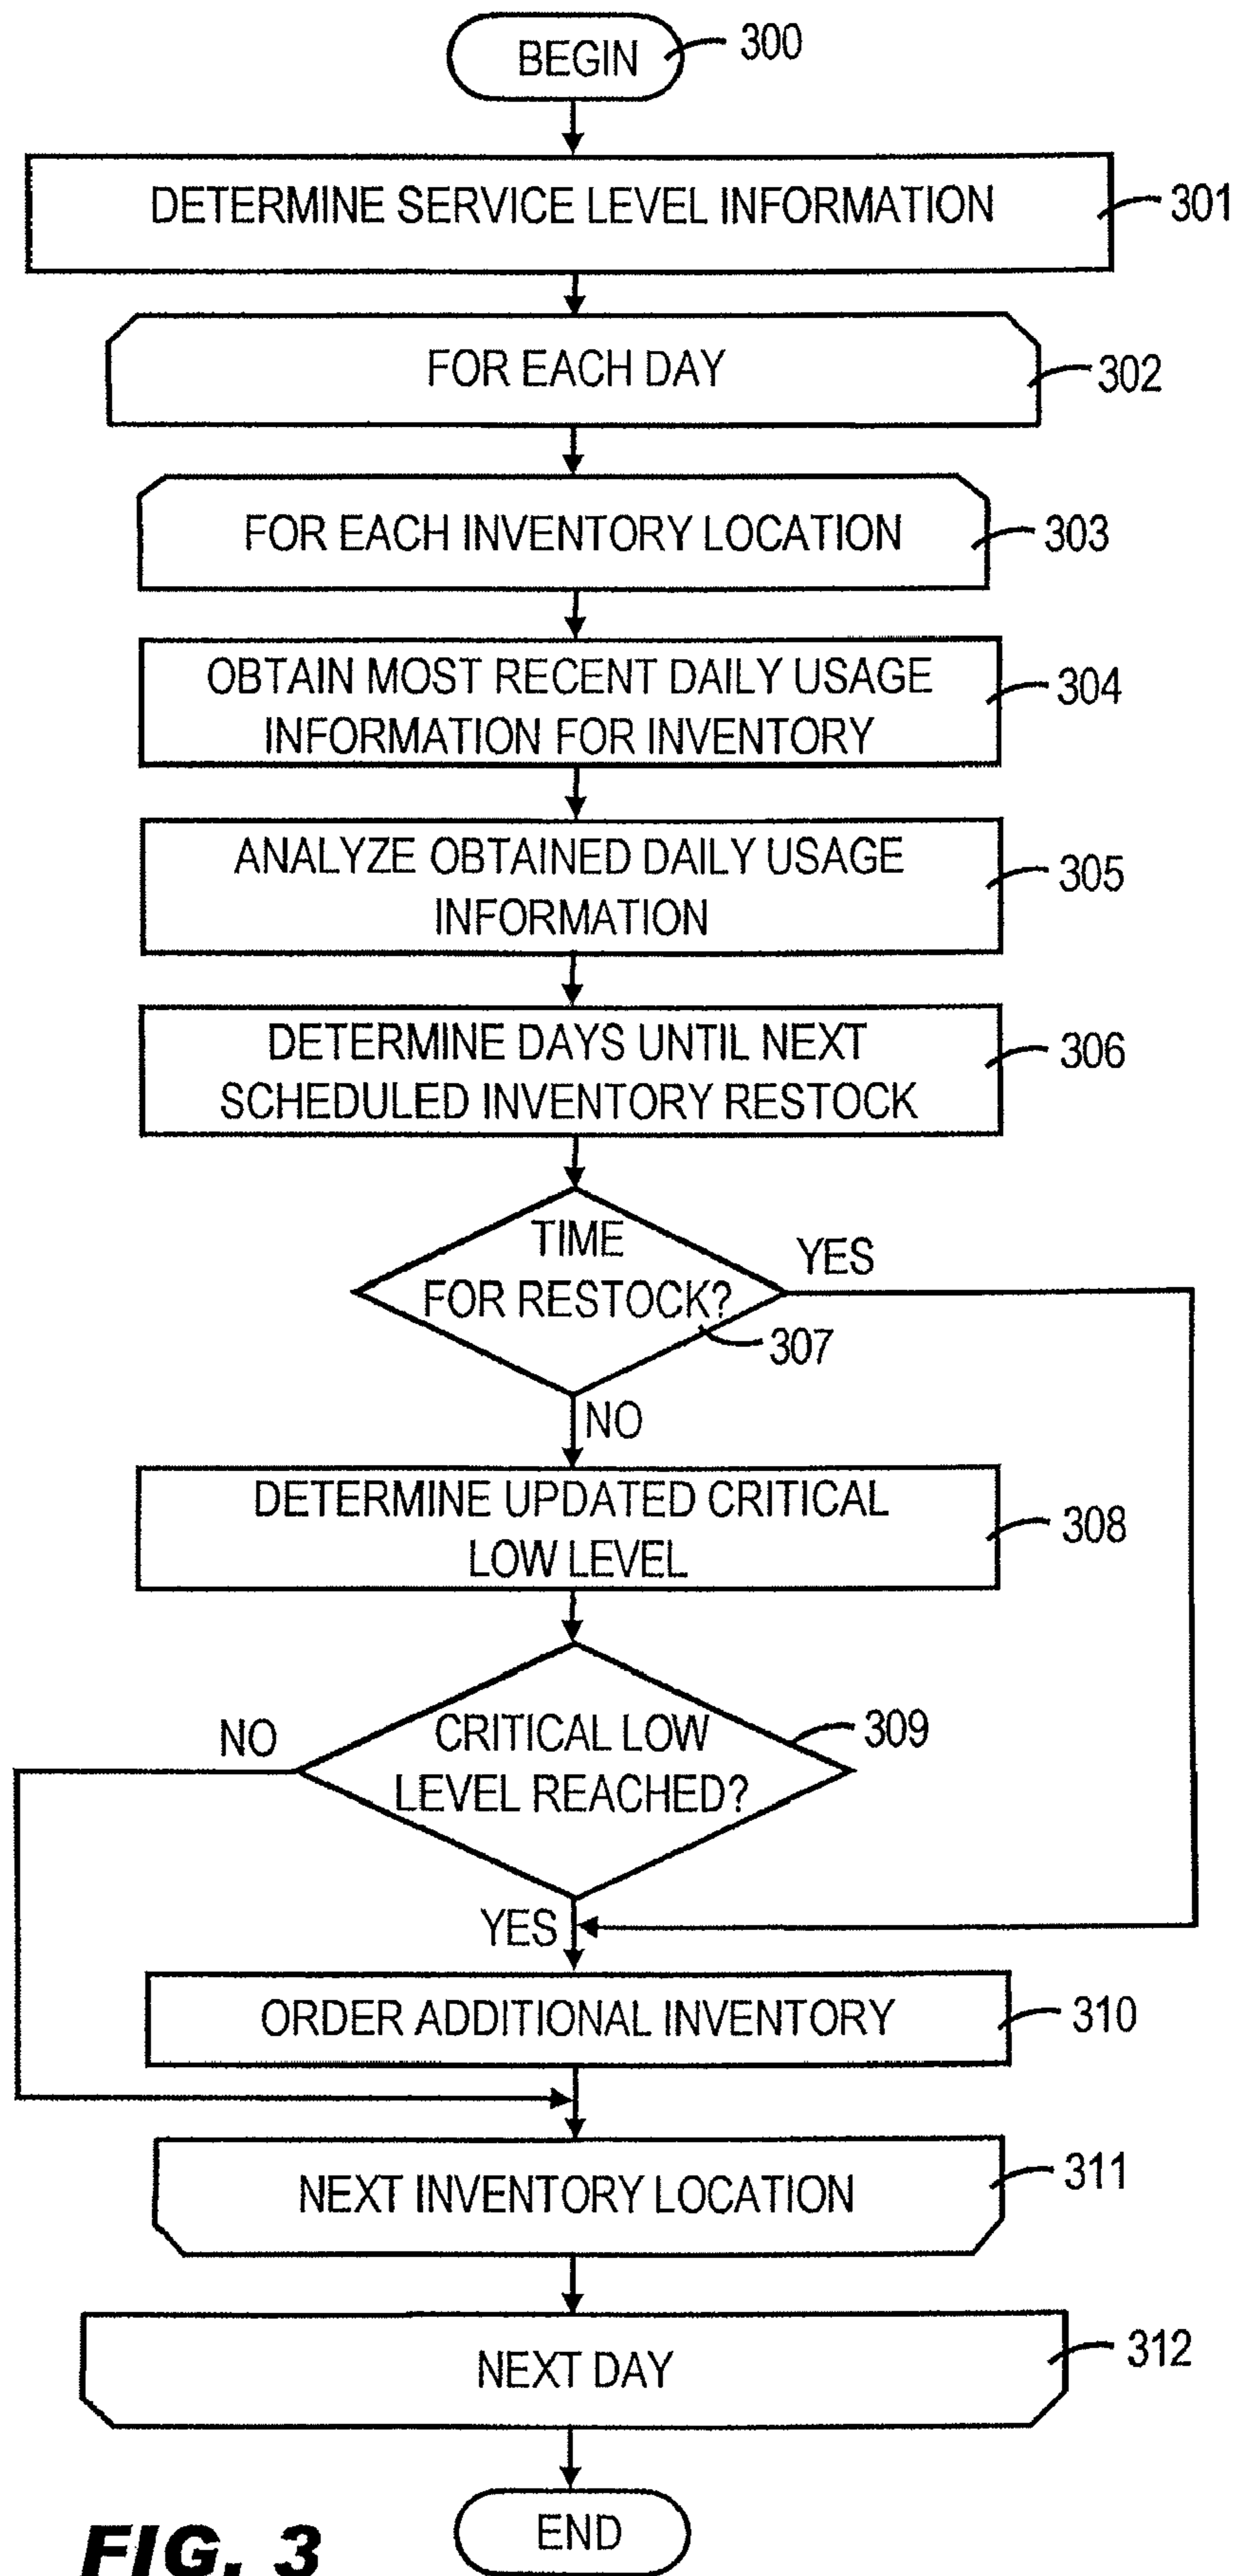 BEGIN 300
DETERMINE SERVICE LEVEL INFORMATION 301
FOR EACH DAY 302
FOR EACH INVENTORY LOCATION 303
OBTAIN MOST RECENT DAILY USAGE
INFORMATION FOR INVENTORY 304
ANALYZE OBTAINED DAILY USAGE
INFORMATION 305
DETERMINE DAYS UNTIL NEXT
SCHEDULED INVENTORY RESTOCK 306
TIME
FOR RESTOCK? 307
YES
NO
DETERMINE UPDATED CRITICAL
LOW LEVEL 308
CRITICAL LOW
LEVEL REACHED? 309
NO
YES
ORDER ADDITIONAL INVENTORY 310
NEXT INVENTORY LOCATION 311
NEXT DAY 312
END
FIG. 3